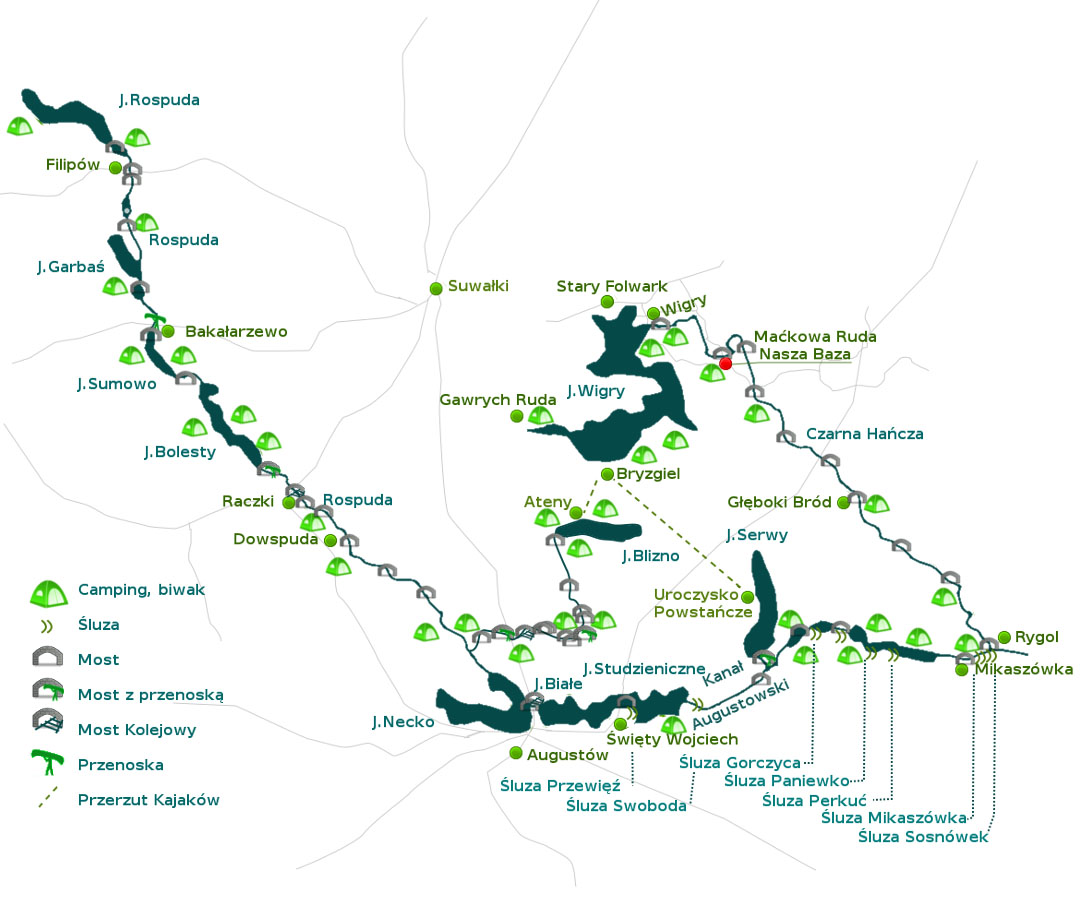 J.Rospuda
Filipów
Rospuda
J.Garbaś
Suwałki
Stary Folwark
Wigry
Bakałarzewo
Maćkowa Ruda
Nasza Baza
J.Sumowo
J.Wigry
Gawrych Ruda
J.Bolesty
Czarna Hańcza
Bryzgiel
Raczki
Rospuda
Ateny
Głęboki Bród
Dowspuda
J.Blizno
J.Serwy
Camping, biwak
Uroczysko
Powstańcze
Śluza
Rygol
Most
J.Studzieniczne
Kanał
Augustowski
Mikaszówka
J.Białe
Most z przenoską
J.Necko
Most Kolejowy
Święty Wojciech
Augustów
Przenoska
Śluza Gorczyca
Śluza Paniewko
Śluza Przewięź
Przerzut Kajaków
Śluza Perkuć
Śluza Swoboda
Śluza Mikaszówka
Śluza Sosnówek